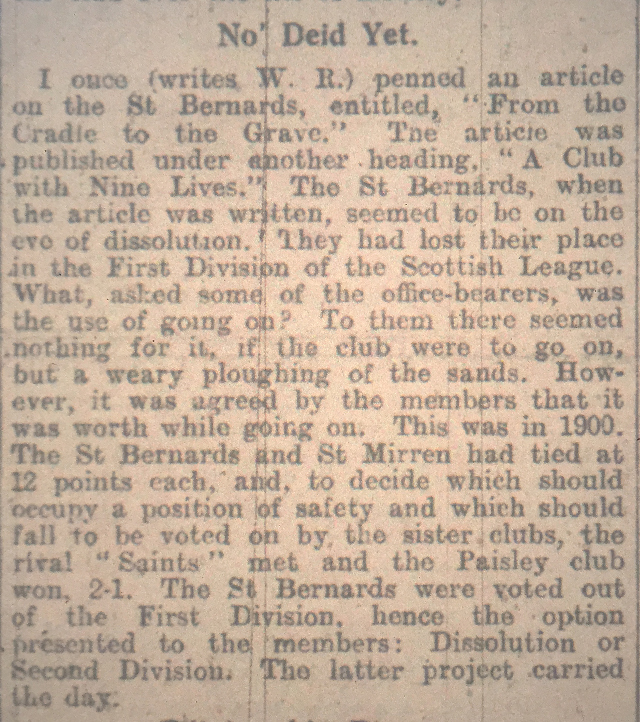 No' Deid Yet.
I once (writes W. R.) penned an article
on the St Bernards, entitled, "From the
Cradle to the Grave." The article was
published under another heading, "A Club
with Nine Lives." The St Bernards, when
the article was written, seemed to be on the
eve of dissolution. They had lost their place
in the First Division of the Scottish League.
What, asked some of the office-bearers, was
the use of going on? To them there seemed
nothing for it, if the club were to go on,
but a weary ploughing of the sands. How-
ever, it was agreed by the members that it
was worth while going on. This was in 1900.
The St Bernards and St Mirren had tied at
12 points each, and, to decide which should
occupy a position of safety and which should
fall to be voted on by the sister clubs, the
rival "Saints" met and the Paisley club
won, 2-1. The St Bernards were voted out
of the First Division, hence the option
presented to the members: Dissolution or
Second Division. The latter project carried
the day.